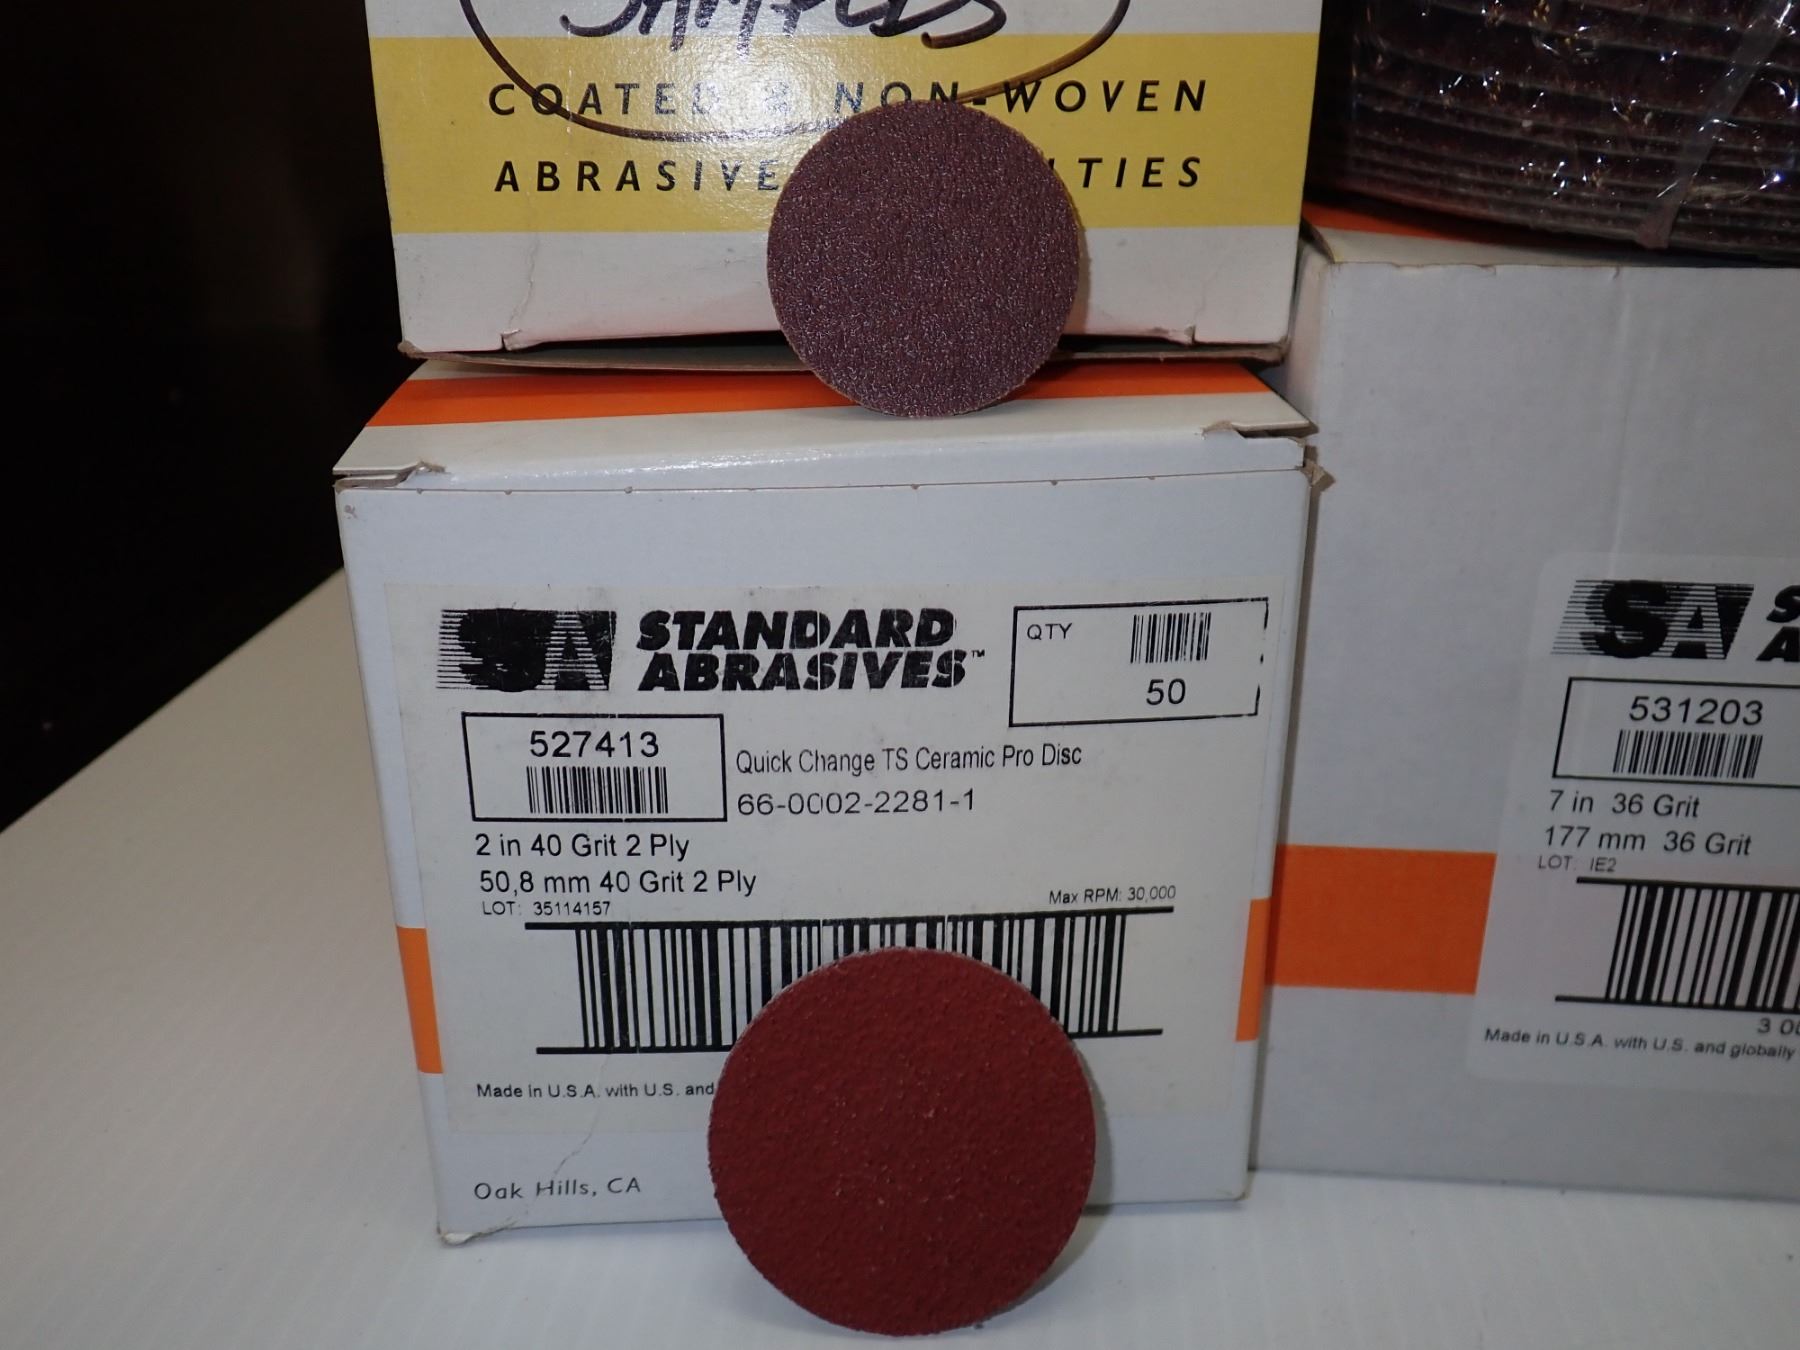 SAMPLES
COATED & NON-WOVEN
ABRASIVE
TIES
SA STANDARD
ABRASIVES™
QTY
50
527413
Quick Change TS Ceramic Pro Disc
66-0002-2281-1
2 in 40 Grit 2 Ply
50,8 mm 40 Grit 2 Ply
LOT: 35114157
Max RPM: 30,000
Made in U.S.A. with U.S. and
Oak Hills, CA
SA
531203
7 in 36 Grit
177 mm 36 Grit
LOT: IE2
Made in U.S.A. with U.S. and globally